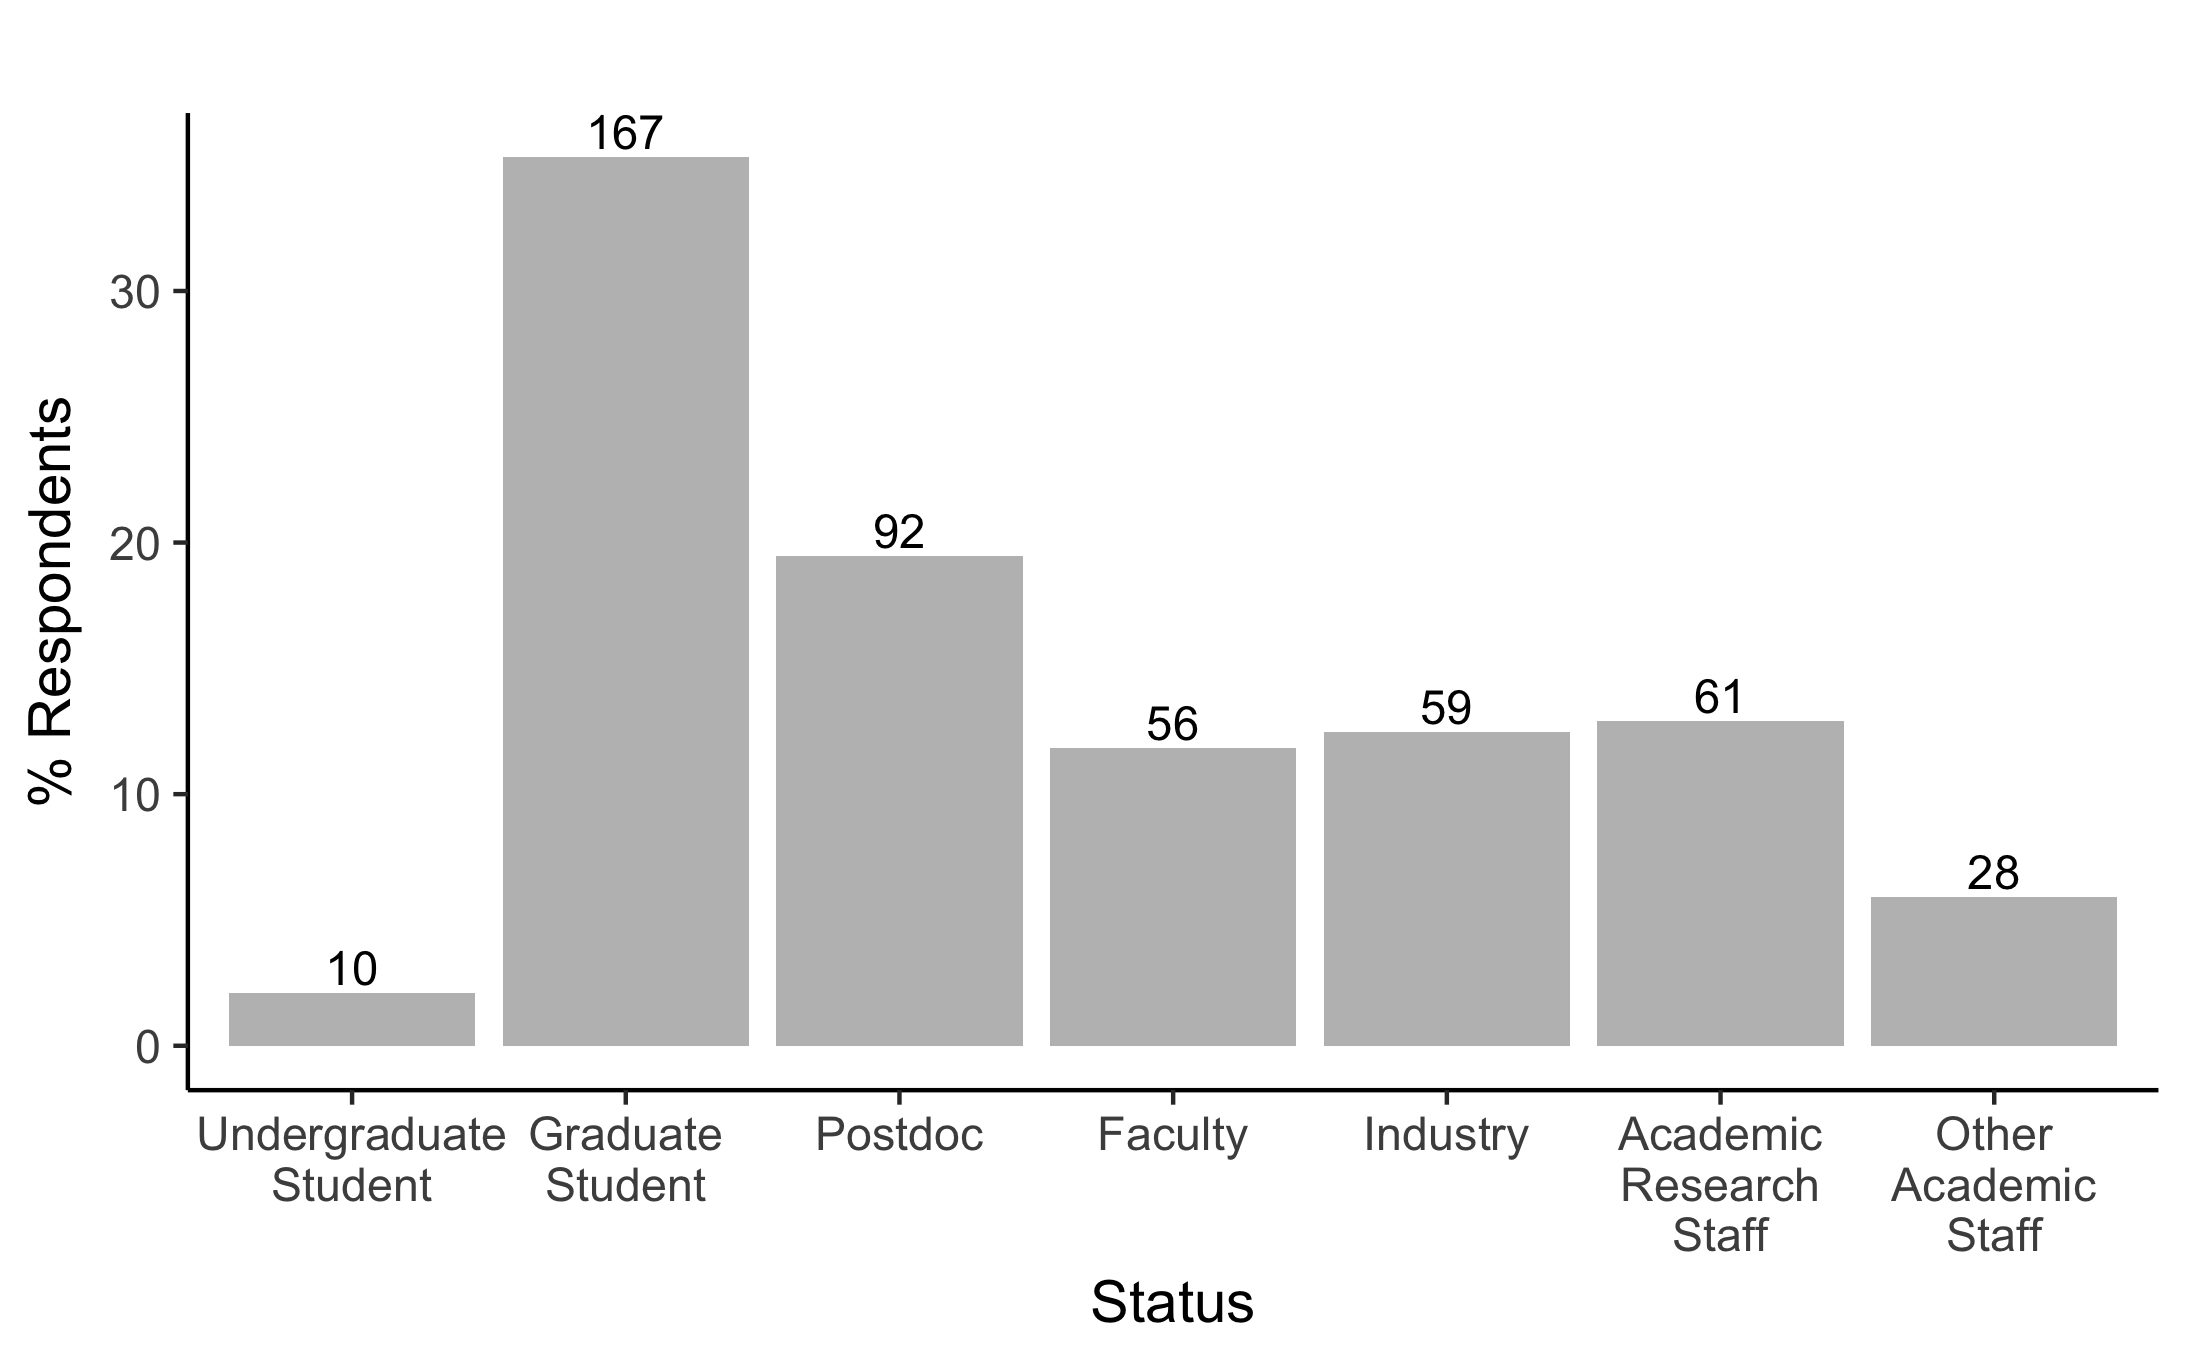 % Respondents
30
20
10
0
10
167
92
56
59
61
28
Undergraduate
Student
Graduate
Student
Postdoc
Faculty
Industry
Academic
Research
Staff
Other
Academic
Staff
Status